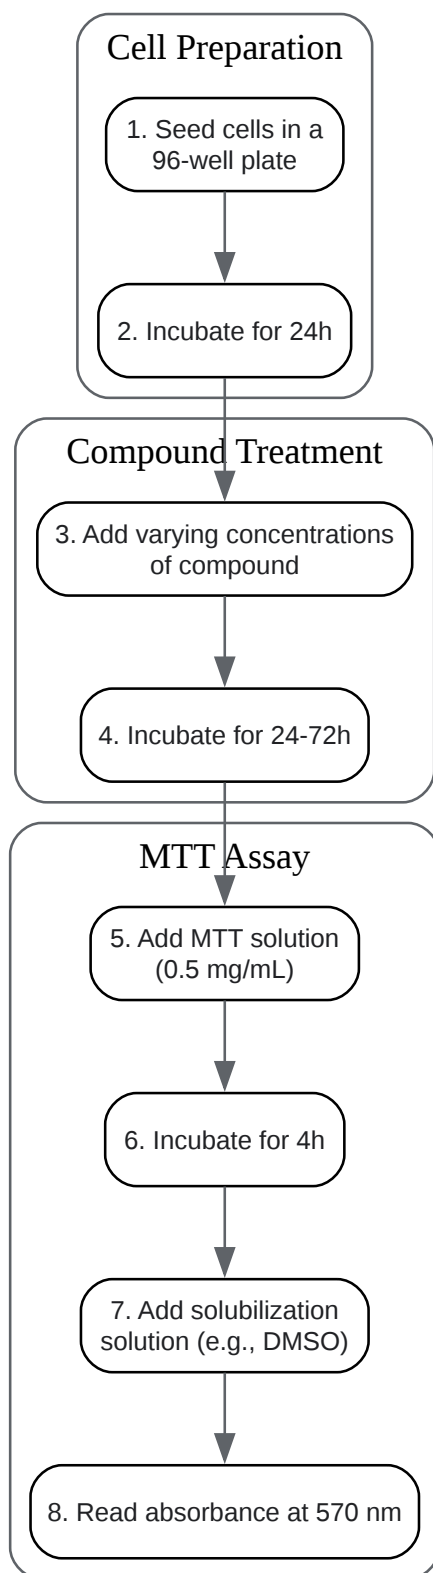 Cell Preparation
1. Seed cells in a
96-well plate
2. Incubate for 24h
Compound Treatment
3. Add varying concentrations
of compound
4. Incubate for 24-72h
MTT Assay
5. Add MTT solution
(0.5 mg/mL)
6. Incubate for 4h
7. Add solubilization
solution (e.g., DMSO)
8. Read absorbance at 570 nm